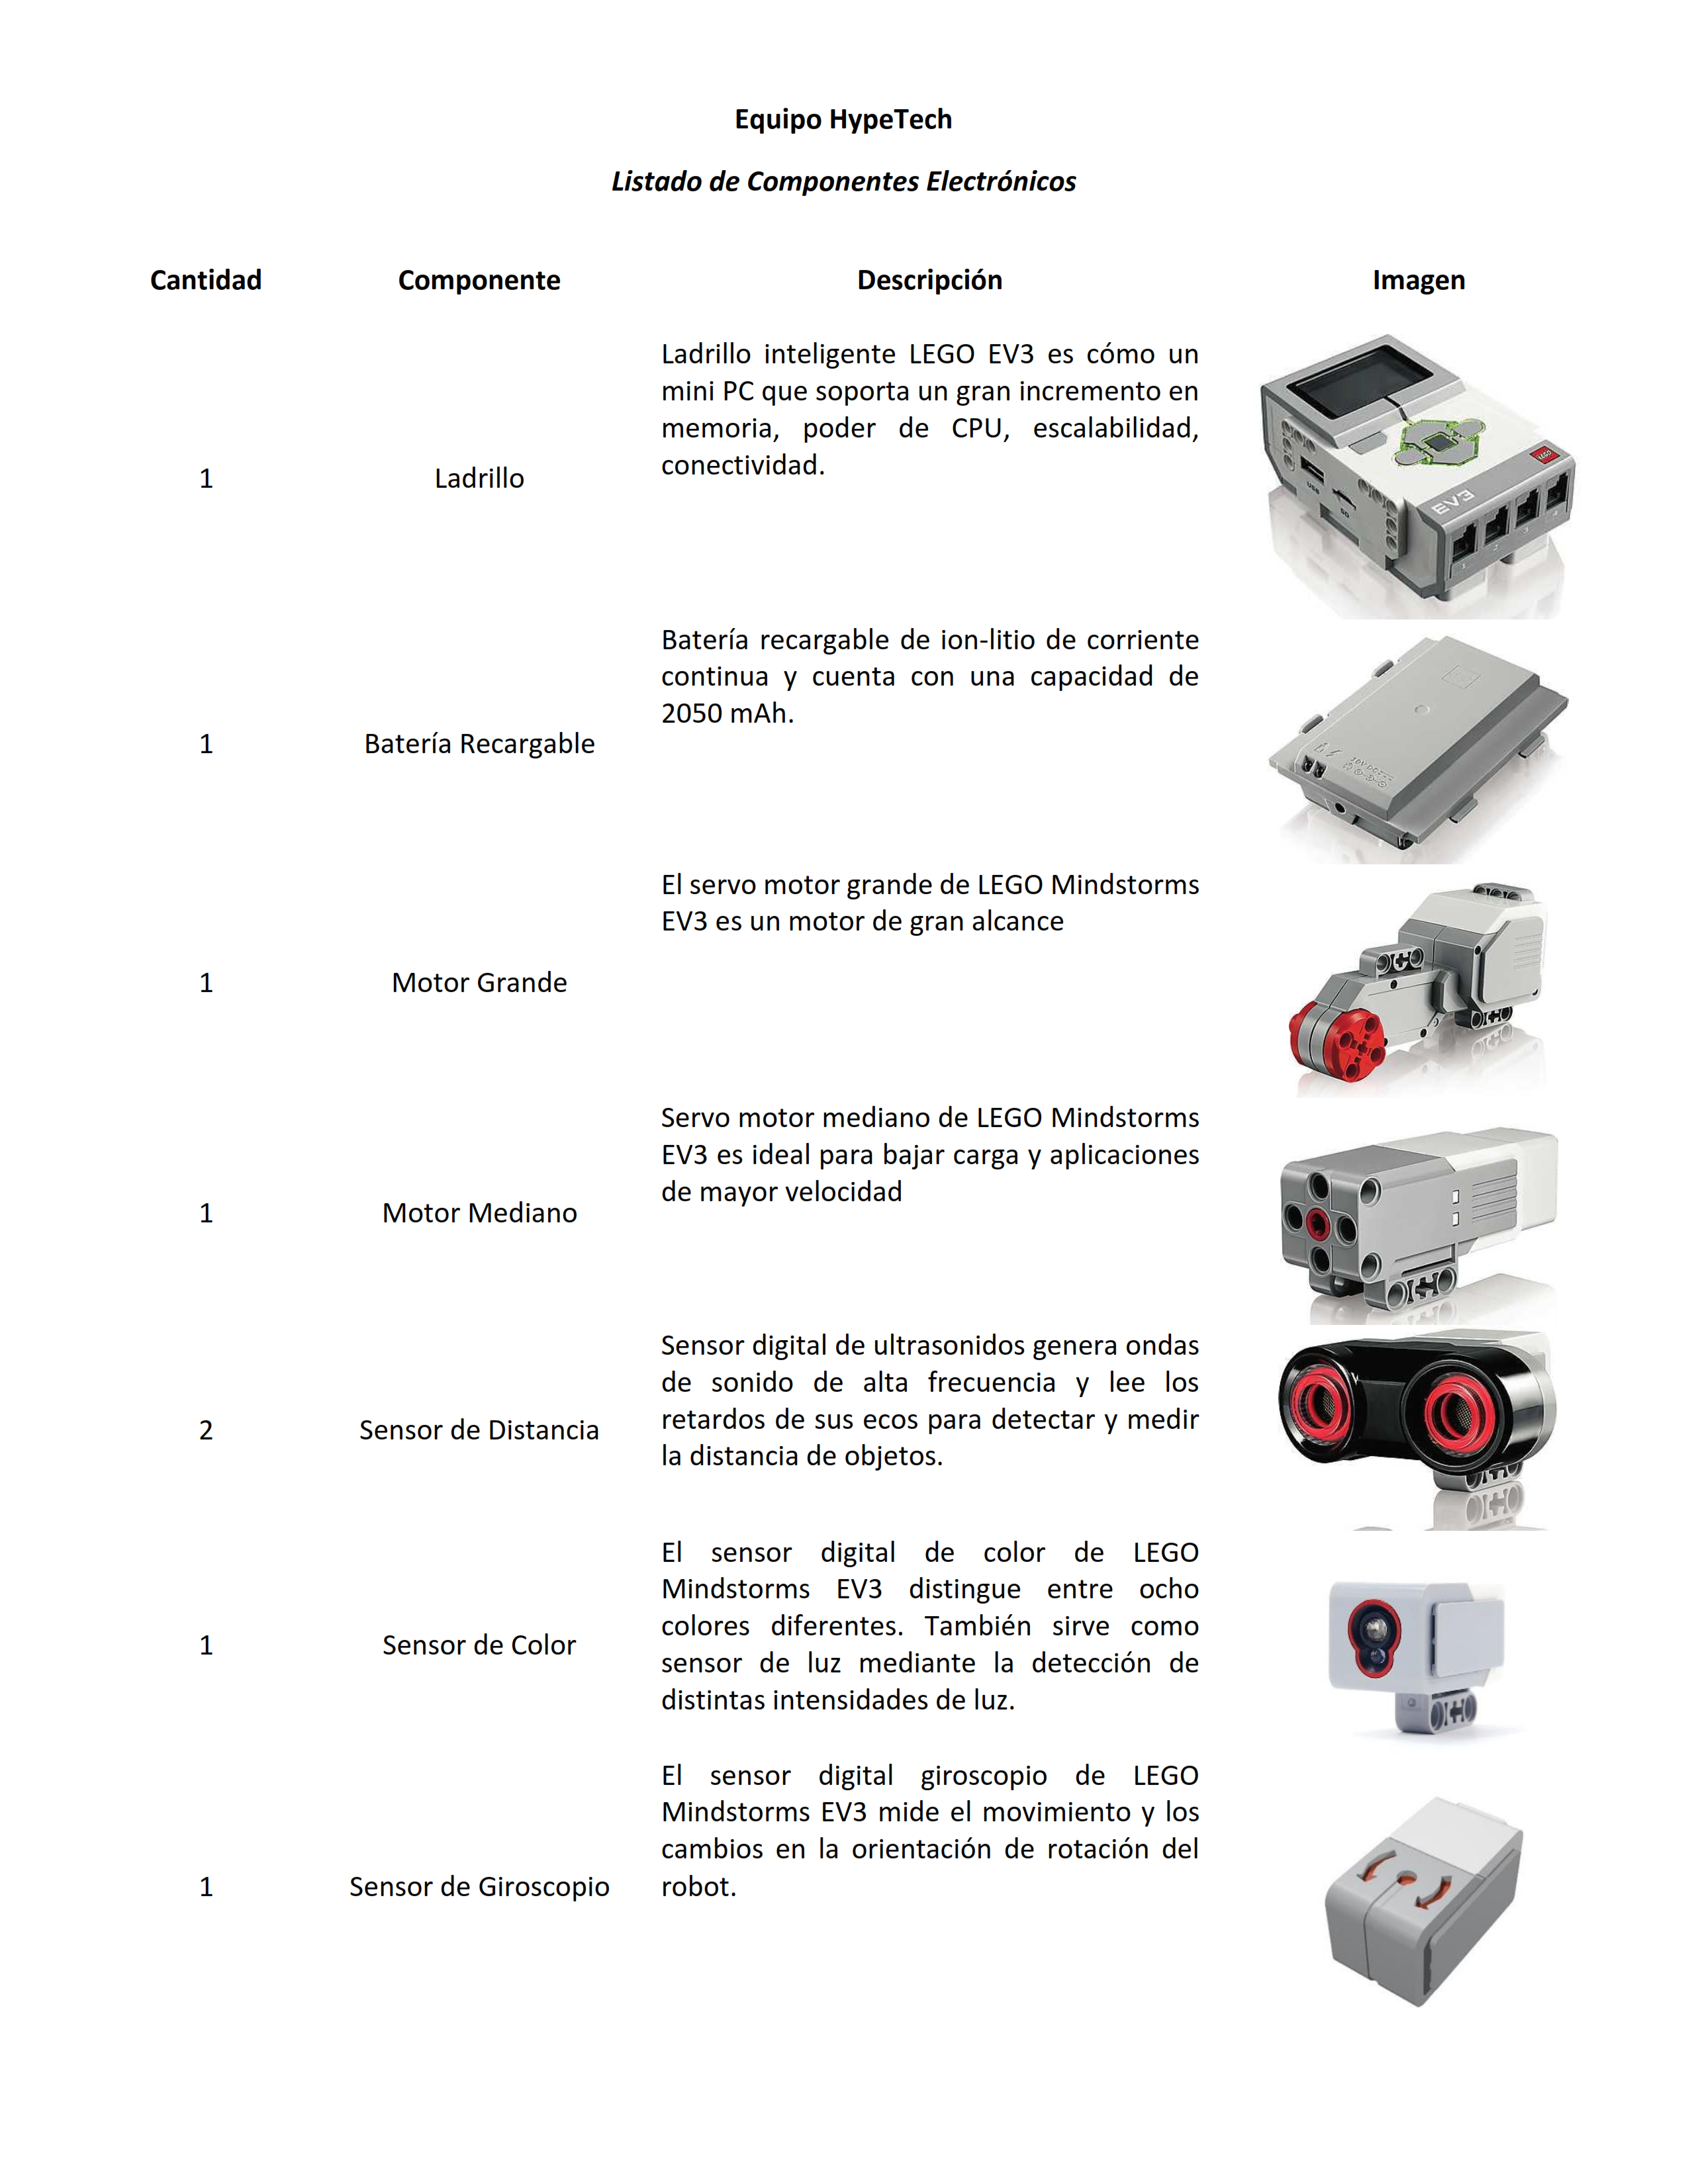 Equipo HypeTech
Listado de Componentes Electrónicos
Cantidad Componente Descripción Imagen
Ladrillo inteligente LEGO EV3 es cómo un
mini PC que soporta un gran incremento en
memoria, poder de CPU, escalabilidad,
conectividad.
1 Ladrillo
USB
SD
EV3
LEGO
1 2 3 4
Batería recargable de ion-litio de corriente
continua y cuenta con una capacidad de
2050 mAh.
1 Batería Recargable
El servo motor grande de LEGO Mindstorms
EV3 es un motor de gran alcance
1 Motor Grande
Servo motor mediano de LEGO Mindstorms
EV3 es ideal para bajar carga y aplicaciones
de mayor velocidad
1 Motor Mediano
Sensor digital de ultrasonidos genera ondas
de sonido de alta frecuencia y lee los
retardos de sus ecos para detectar y medir
la distancia de objetos.
2 Sensor de Distancia
El sensor digital de color de LEGO
Mindstorms EV3 distingue entre ocho
colores diferentes. También sirve como
sensor de luz mediante la detección de
distintas intensidades de luz.
1 Sensor de Color
El sensor digital giroscopio de LEGO
Mindstorms EV3 mide el movimiento y los
cambios en la orientación de rotación del
robot.
1 Sensor de Giroscopio